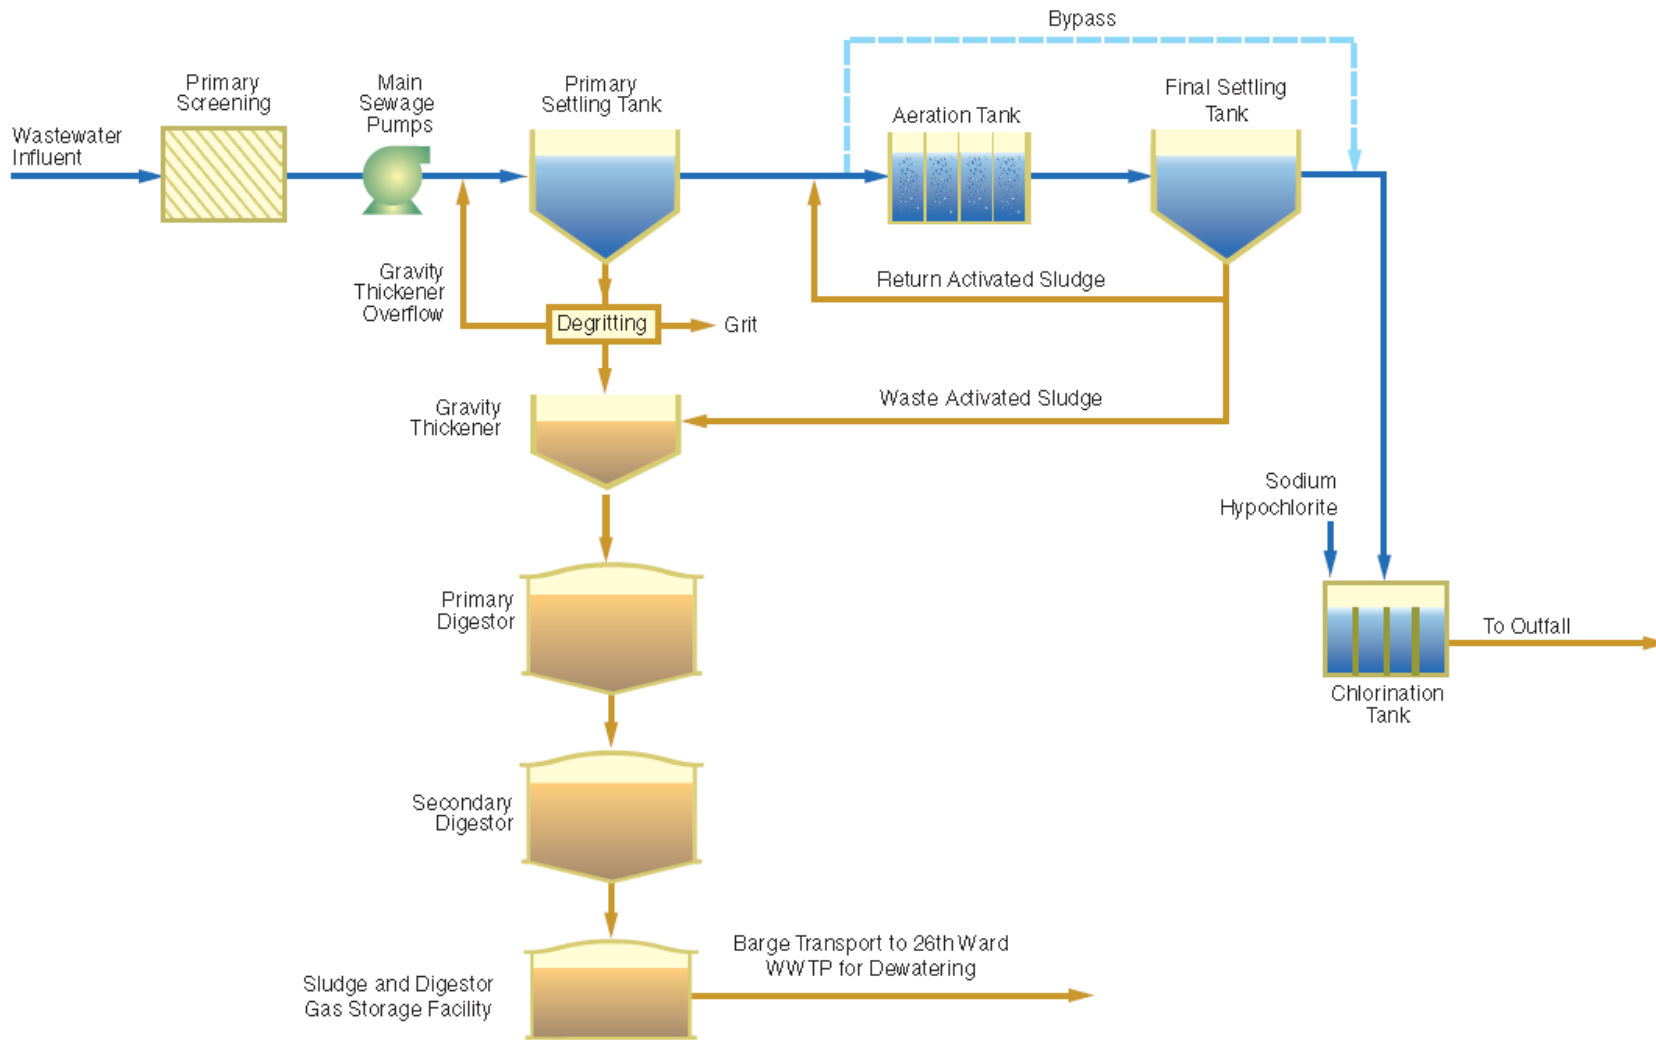 Bypass
Primary
Screening
Main
Sewage
Pumps
Primary
Settling Tank
Aeration Tank
Final Settling
Tank
Wastewater
Influent
Gravity
Thickener
Overflow
Degritting
Grit
Return Activated Sludge
Gravity
Thickener
Waste Activated Sludge
Sodium
Hypochlorite
Primary
Digestor
To Outfall
Chlorination
Tank
Secondary
Digestor
Sludge and Digestor
Gas Storage Facility
Barge Transport to 26th Ward
WWTP for Dewatering